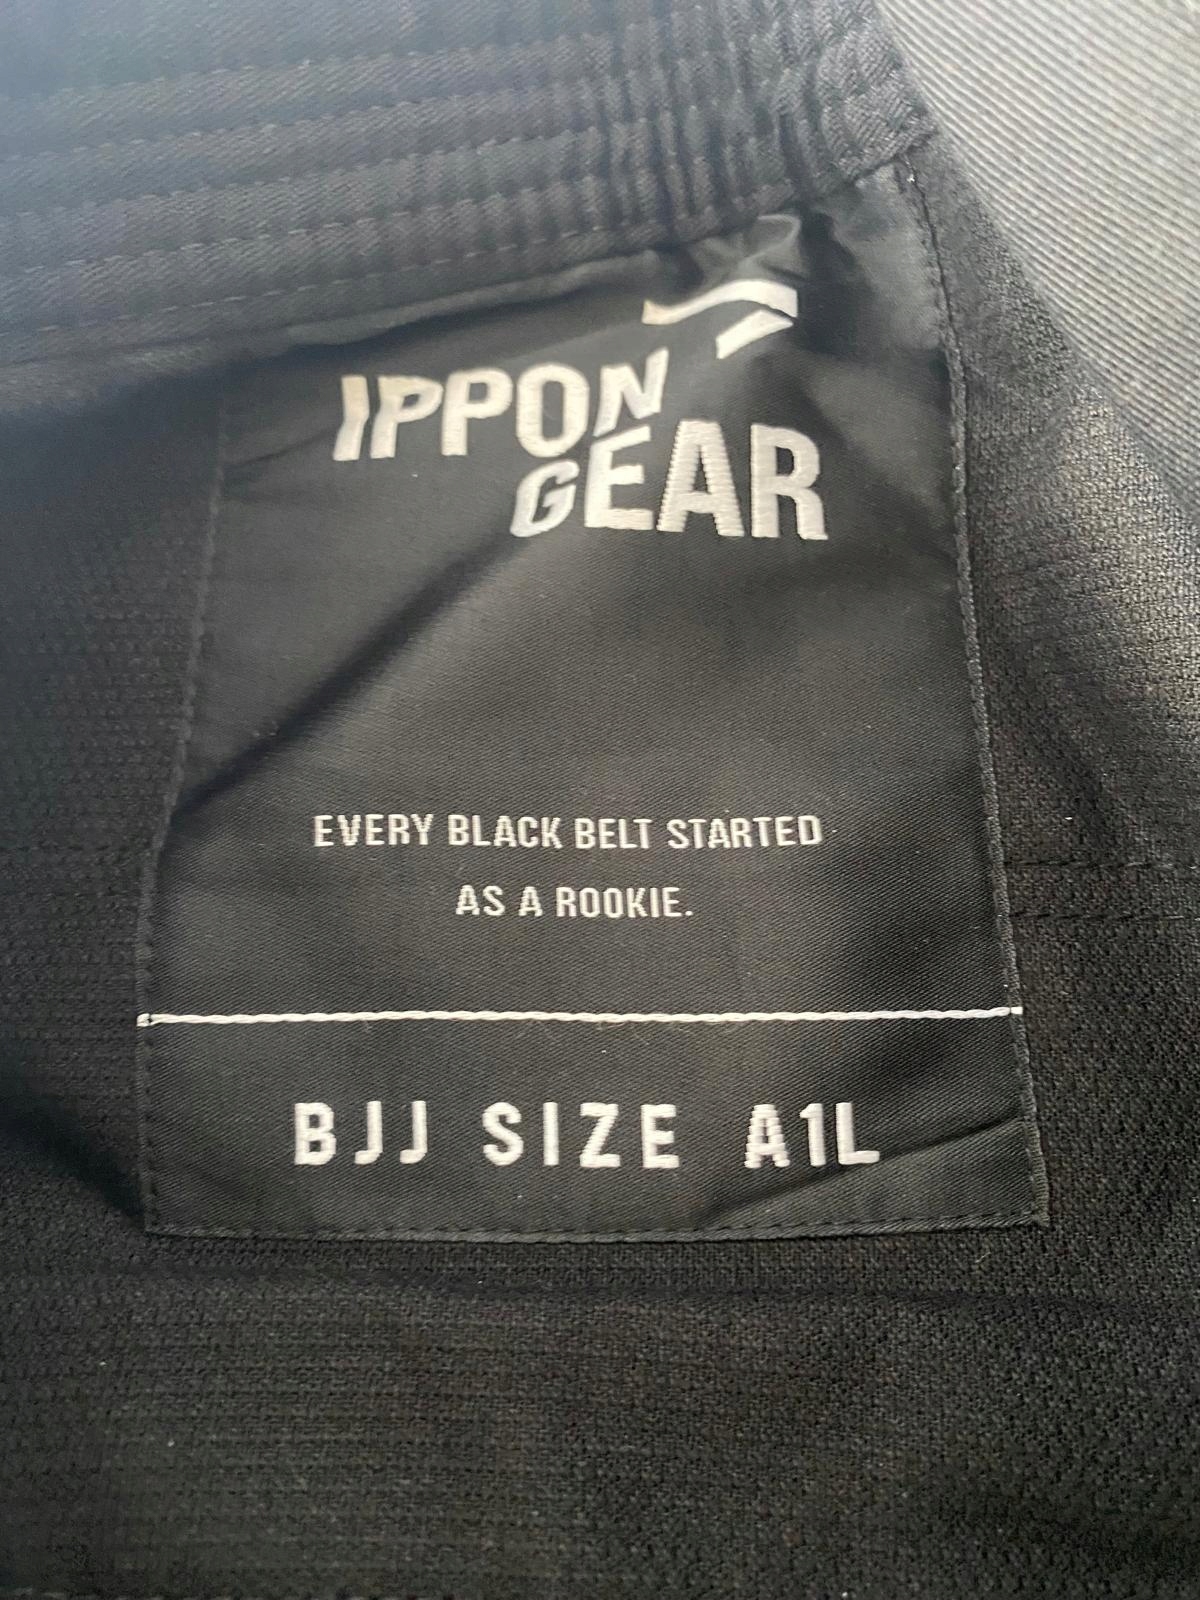 IPPON
GEAR
EVERY BLACK BELT STARTED
AS A ROOKIE.
BJJ SIZE A1L